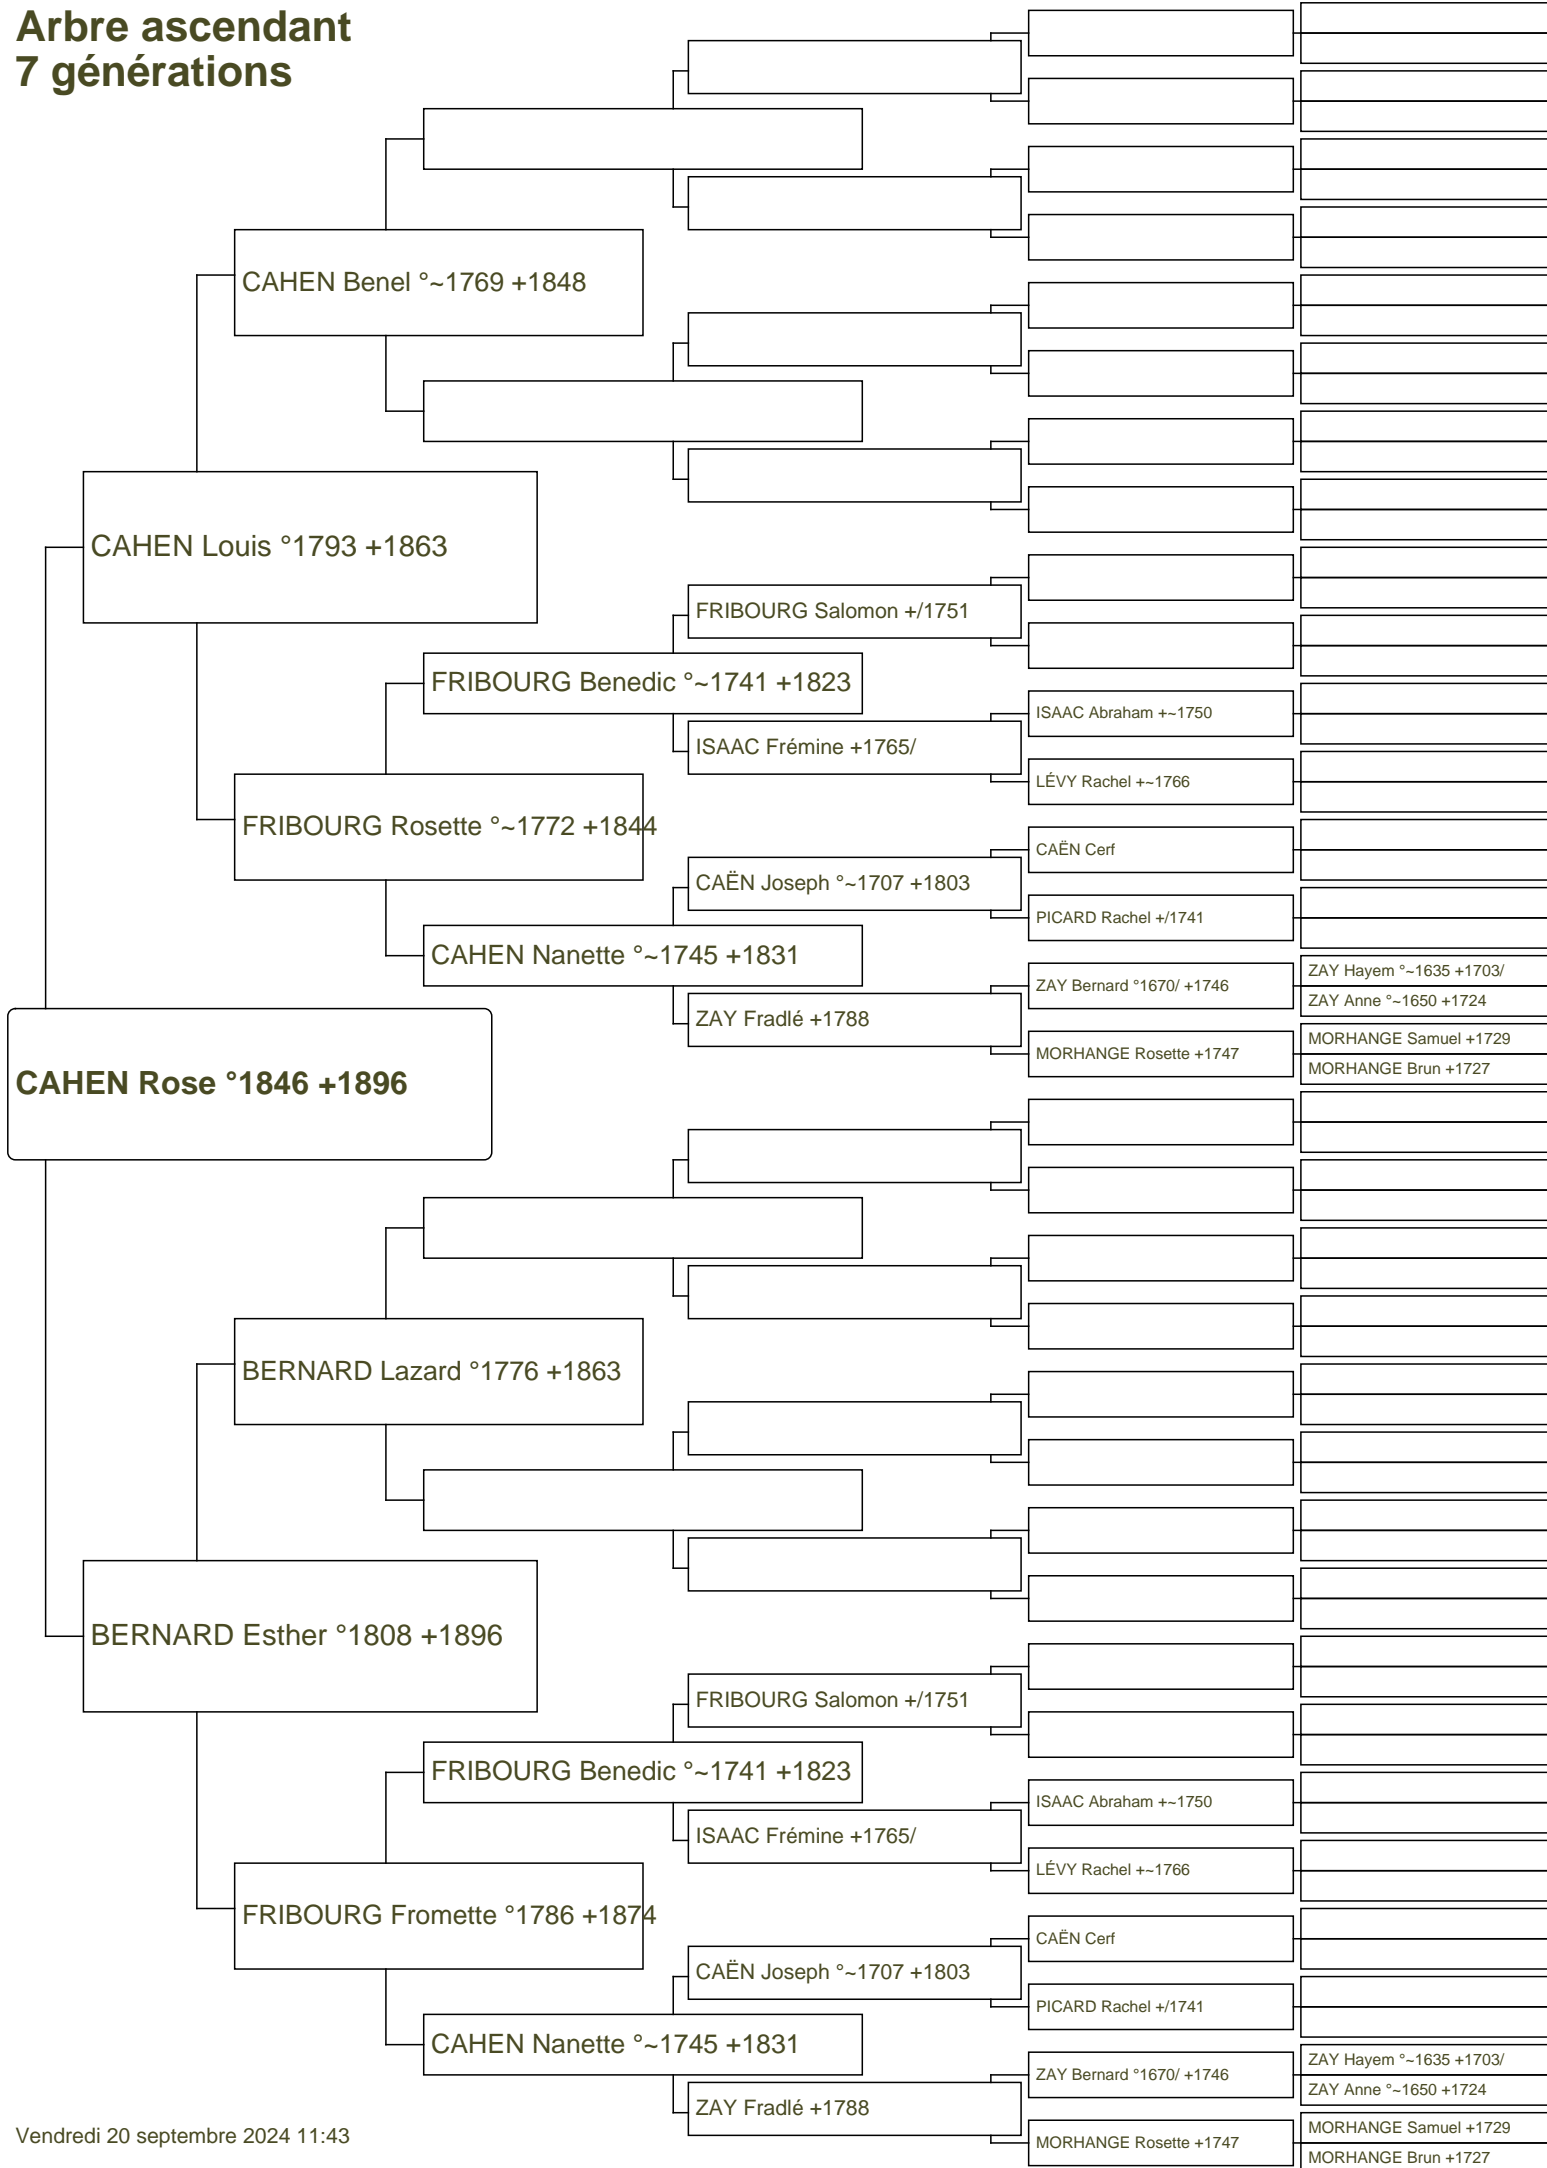 Arbre ascendant
7 générations
CAHEN Benel °~1769 +1848
CAHEN Louis °1793 +1863
FRIBOURG Salomon +/1751
FRIBOURG Benedic °~1741 +1823
ISAAC Abraham +~1750
ISAAC Frémine +1765/
LÉVY Rachel +~1766
FRIBOURG Rosette °~1772 +1844
CAËN Cerf
CAËN Joseph °~1707 +1803
PICARD Rachel +/1741
CAHEN Nanette °~1745 +1831
ZAY Hayem °~1635 +1703/
ZAY Bernard °1670/ +1746
ZAY Anne °~1650 +1724
ZAY Fradlé +1788
MORHANGE Samuel +1729
MORHANGE Rosette +1747
MORHANGE Brun +1727
CAHEN Rose °1846 +1896
BERNARD Lazard °1776 +1863
BERNARD Esther °1808 +1896
FRIBOURG Salomon +/1751
FRIBOURG Benedic °~1741 +1823
ISAAC Abraham +~1750
ISAAC Frémine +1765/
LÉVY Rachel +~1766
FRIBOURG Fromette °1786 +1874
CAËN Cerf
CAËN Joseph °~1707 +1803
PICARD Rachel +/1741
CAHEN Nanette °~1745 +1831
ZAY Hayem °~1635 +1703/
ZAY Bernard °1670/ +1746
ZAY Anne °~1650 +1724
ZAY Fradlé +1788
MORHANGE Samuel +1729
MORHANGE Rosette +1747
MORHANGE Brun +1727
Vendredi 20 septembre 2024 11:43